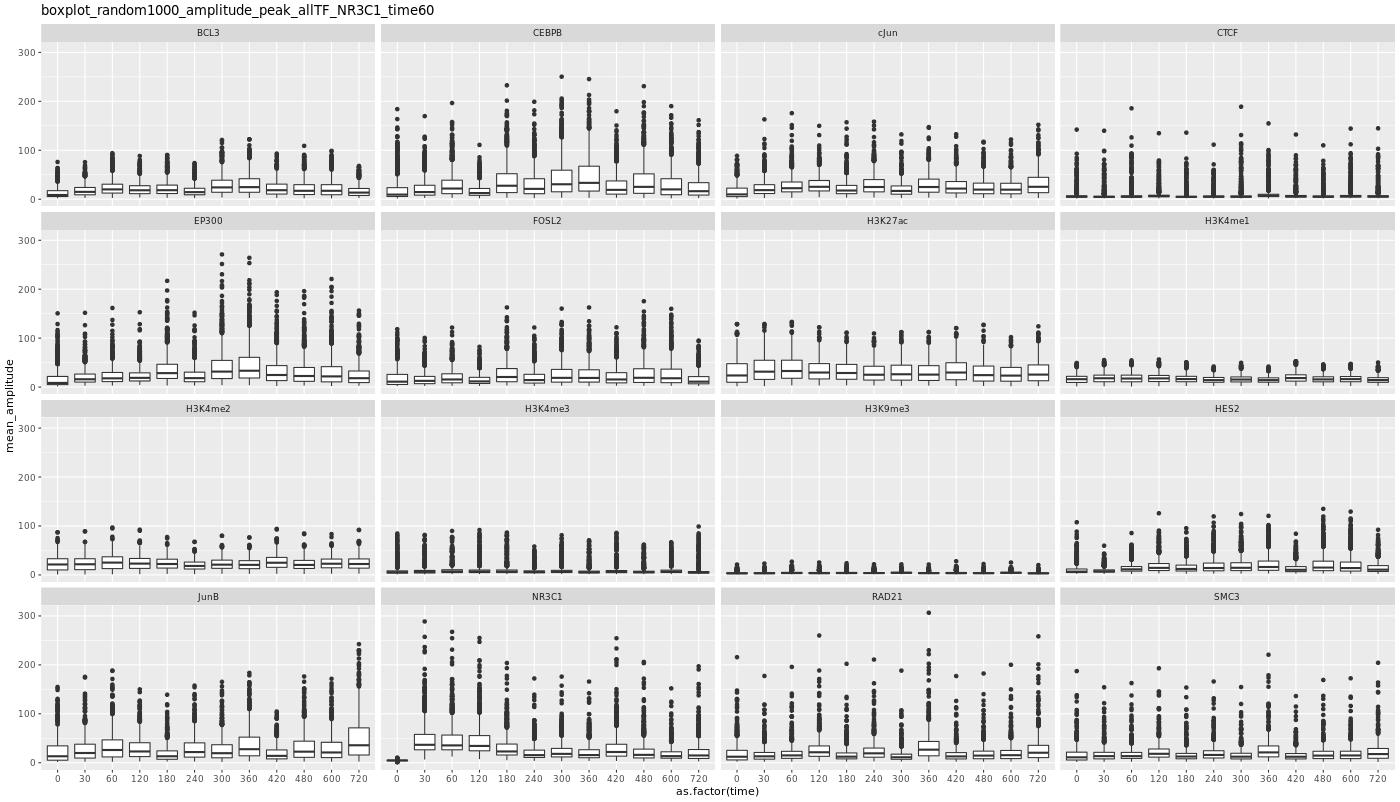 boxplot_random1000_amplitude_peak_allTF_NR3C1_time60
BCL3 CEBPB cJun CTCF
300
200
100
0
EP300 FOSL2 H3K27ac H3K4me1
300
200
100
0
mean_amplitude
H3K4me2 H3K4me3 H3K9me3 HES2
300
200
100
0
JunB NR3C1 RAD21 SMC3
300
200
100
0
0 30 60 120 180 240 300 360 420 480 600 720 0 30 60 120 180 240 300 360 420 480 600 720 0 30 60 120 180 240 300 360 420 480 600 720 0 30 60 120 180 240 300 360 420 480 600 720
as.factor(time)